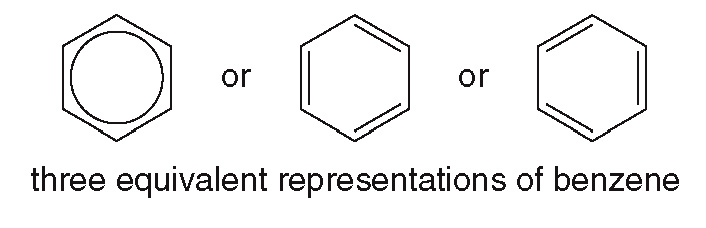 or or
three equivalent representations of benzene